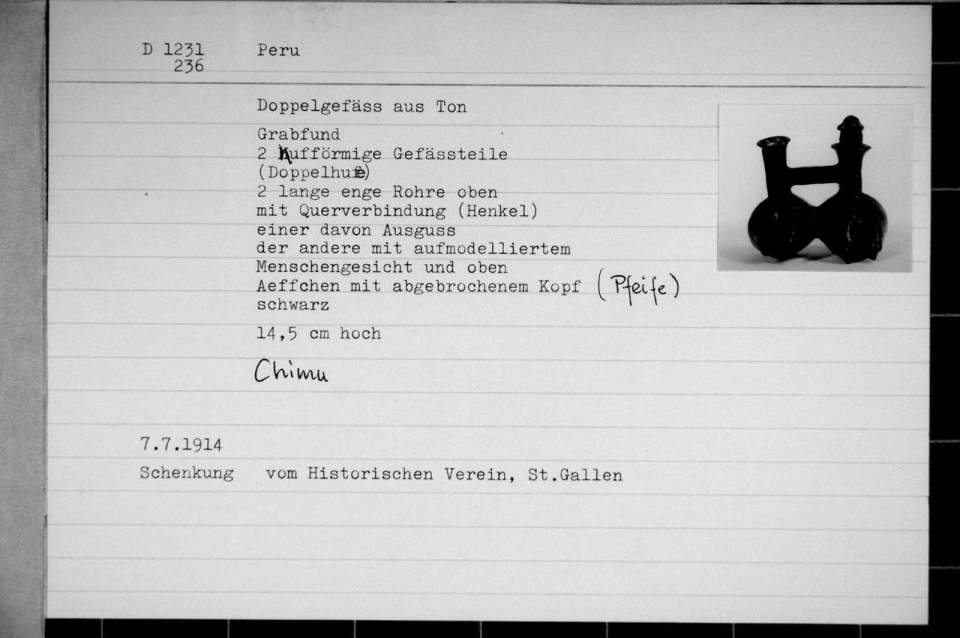 D 1231 Peru
236
Doppelgefäss aus Ton
Grabfund
2 hufförmige Gefässteile
(Doppelhufe)
2 lange enge Rohre oben
mit Querverbindung (Henkel)
einer davon Ausguss
der andere mit aufmodelliertem
Menschengesicht und oben
Aeffchen mit abgebrochenem Kopf (Pfeife)
schwarz
14,5 cm hoch
Chimu
7.7.1914
Schenkung vom Historischen Verein, St.Gallen